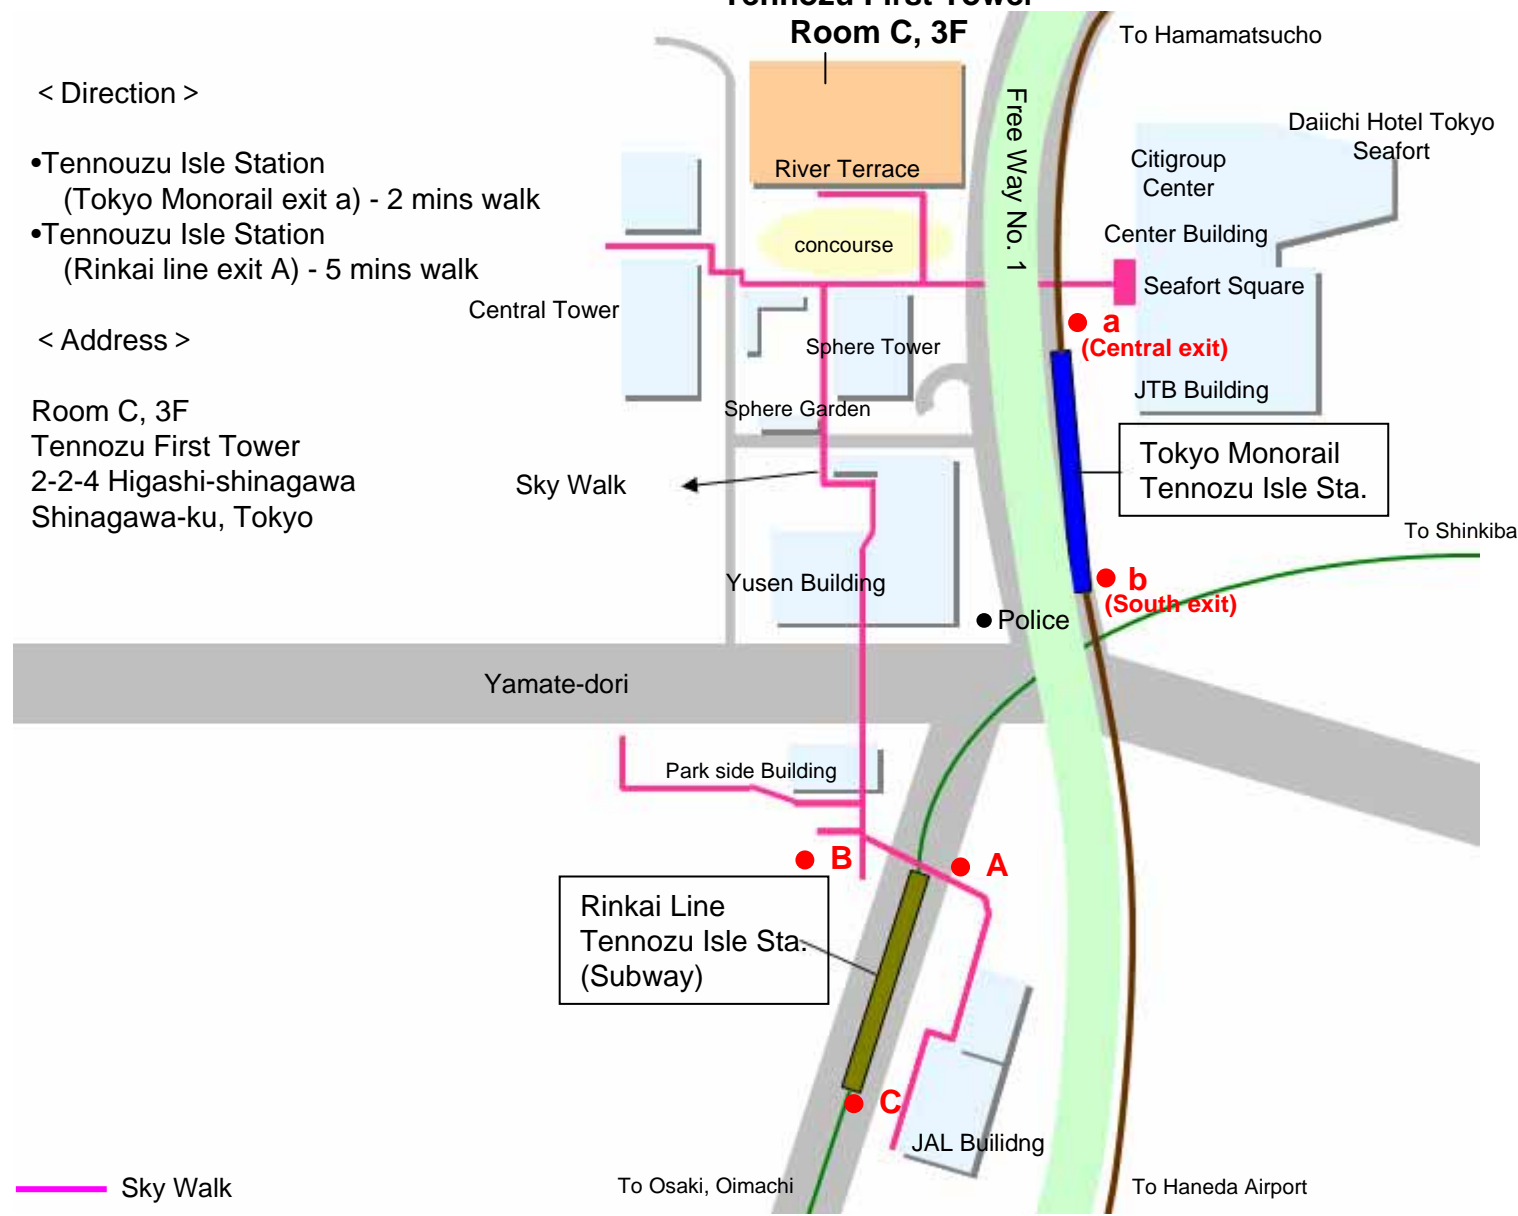 Tennozu First Tower
Room C, 3F
To Hamamatsucho
< Direction >
•Tennouzu Isle Station
(Tokyo Monorail exit a) - 2 mins walk
•Tennouzu Isle Station
(Rinkai line exit A) - 5 mins walk
< Address >
Room C, 3F
Tennozu First Tower
2-2-4 Higashi-shinagawa
Shinagawa-ku, Tokyo
River Terrace
concourse
Free Way No. 1
Daiichi Hotel Tokyo
Seafort
Citigroup
Center
Center Building
Seafort Square
a
(Central exit)
JTB Building
Central Tower
Sphere Tower
Sphere Garden
Sky Walk
Tokyo Monorail
Tennozu Isle Sta.
To Shinkiba
b
(South exit)
Yusen Building
Police
Yamate-dori
Park side Building
B
A
Rinkai Line
Tennozu Isle Sta.
(Subway)
C
JAL Builidng
To Osaki, Oimachi
To Haneda Airport
Sky Walk